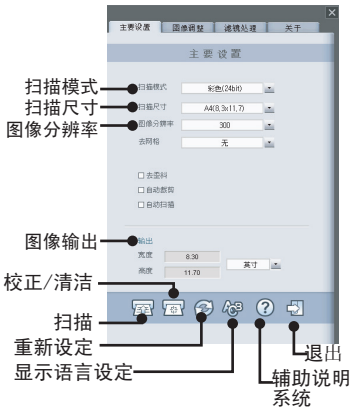 主要设置 图像调整 滤镜处理 关于
主 要 设 置
扫描模式 扫描模式 彩色(24bit)
扫描尺寸 扫描尺寸 A4(8.3x11.7)
图像分辨率 图像分辨率 300
去网格 无
去歪斜
自动裁剪
自动扫描
图像输出 输出
宽度 8.30
英寸
高度 11.70
校正/清洁
扫描
重新设定
显示语言设定
退出
辅助说明
系统